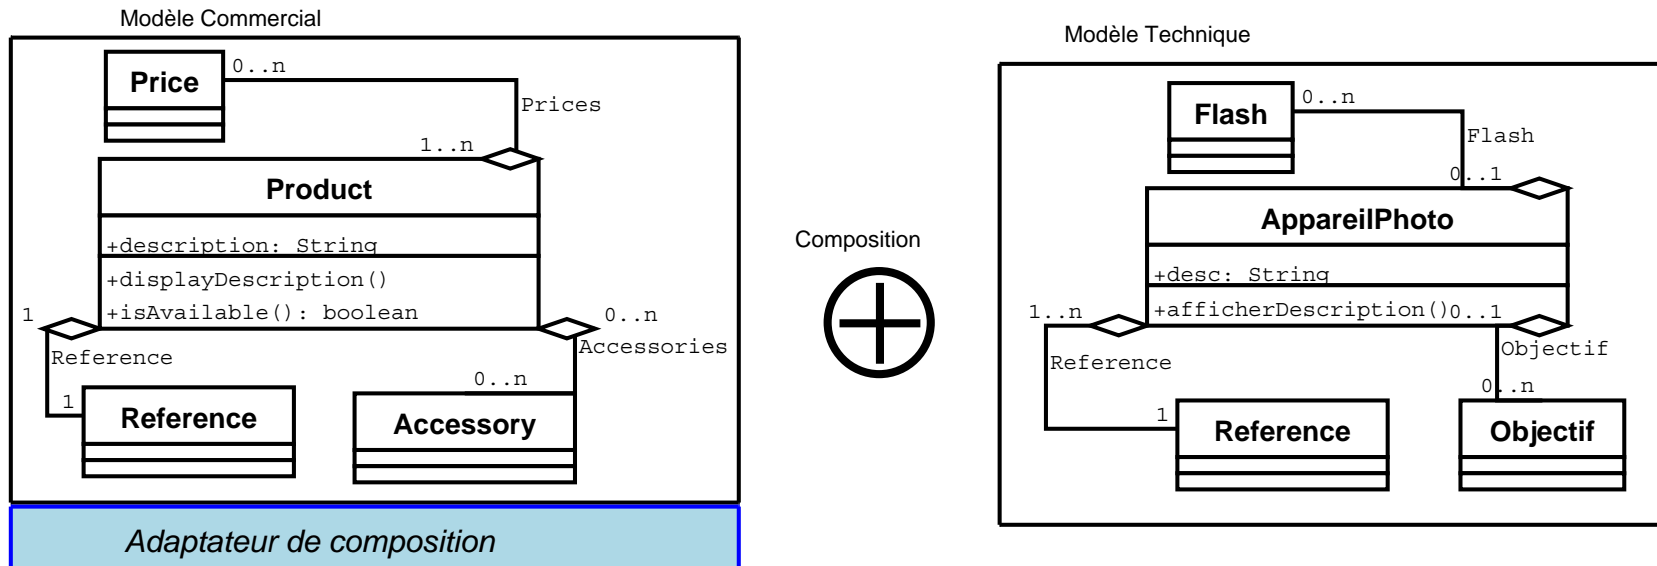 Modèle Commercial
Price
0..n
Prices
1..n
Product
+description: String
+displayDescription()
+isAvailable(): boolean
1
Reference
1
Reference
0..n
Accessories
0..n
Accessory
Adaptateur de composition
Composition
Modèle Technique
Flash
0..n
Flash
0..1
AppareilPhoto
+desc: String
+afficherDescription()
0..1
1..n
Reference
1
Reference
Objectif
0..n
Objectif